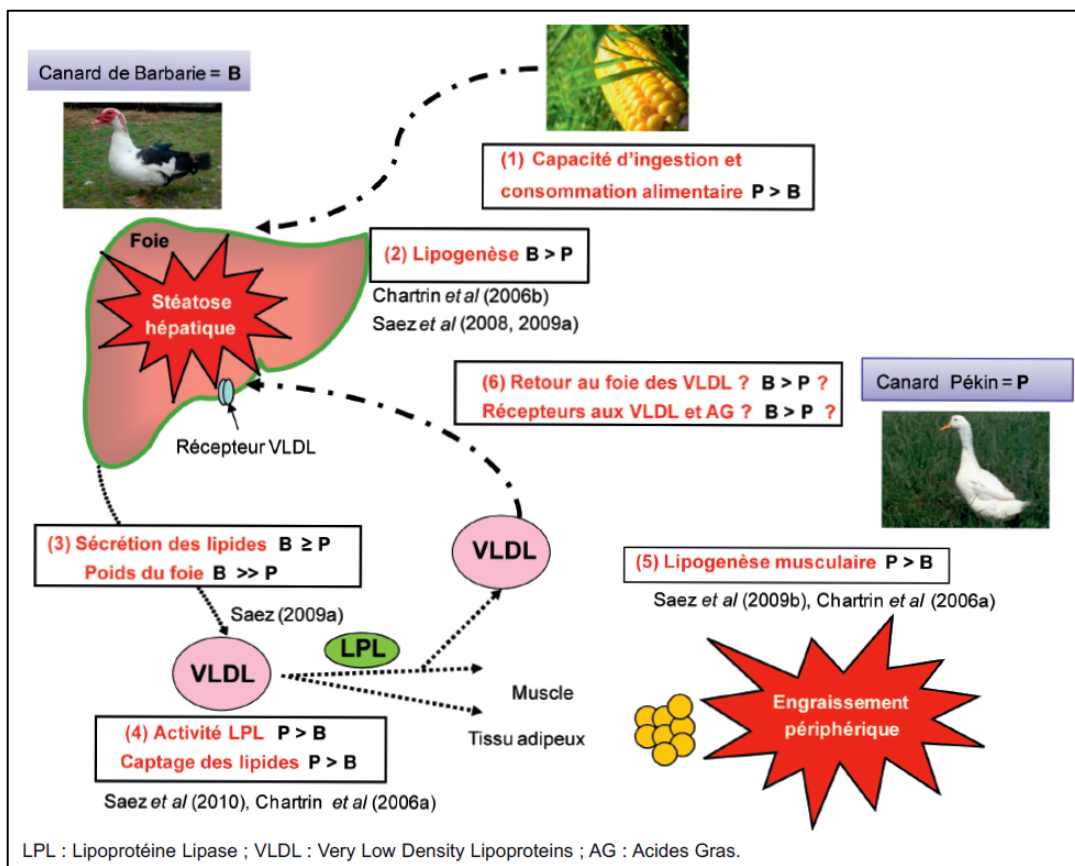 Canard de Barbarie = B
(1) Capacité d'ingestion et
consommation alimentaire P > B
Foie
(2) Lipogenèse B > P
Chartrin et al (2006b)
Saez et al (2008, 2009a)
Stéatose
hépatique
(6) Retour au foie des VLDL ? B > P ?
Récepteurs aux VLDL et AG ? B > P ?
Canard Pékin = P
Récepteur VLDL
(3) Sécrétion des lipides B ≥ P
Poids du foie B >> P
VLDL
(5) Lipogenèse musculaire P > B
Saez et al (2009b), Chartrin et al (2006a)
Saez (2009a)
LPL
VLDL
Muscle
Tissu adipeux
Engraissement
périphérique
(4) Activité LPL P > B
Captage des lipides P > B
Saez et al (2010), Chartrin et al (2006a)
LPL : Lipoprotéine Lipase ; VLDL : Very Low Density Lipoproteins ; AG : Acides Gras.